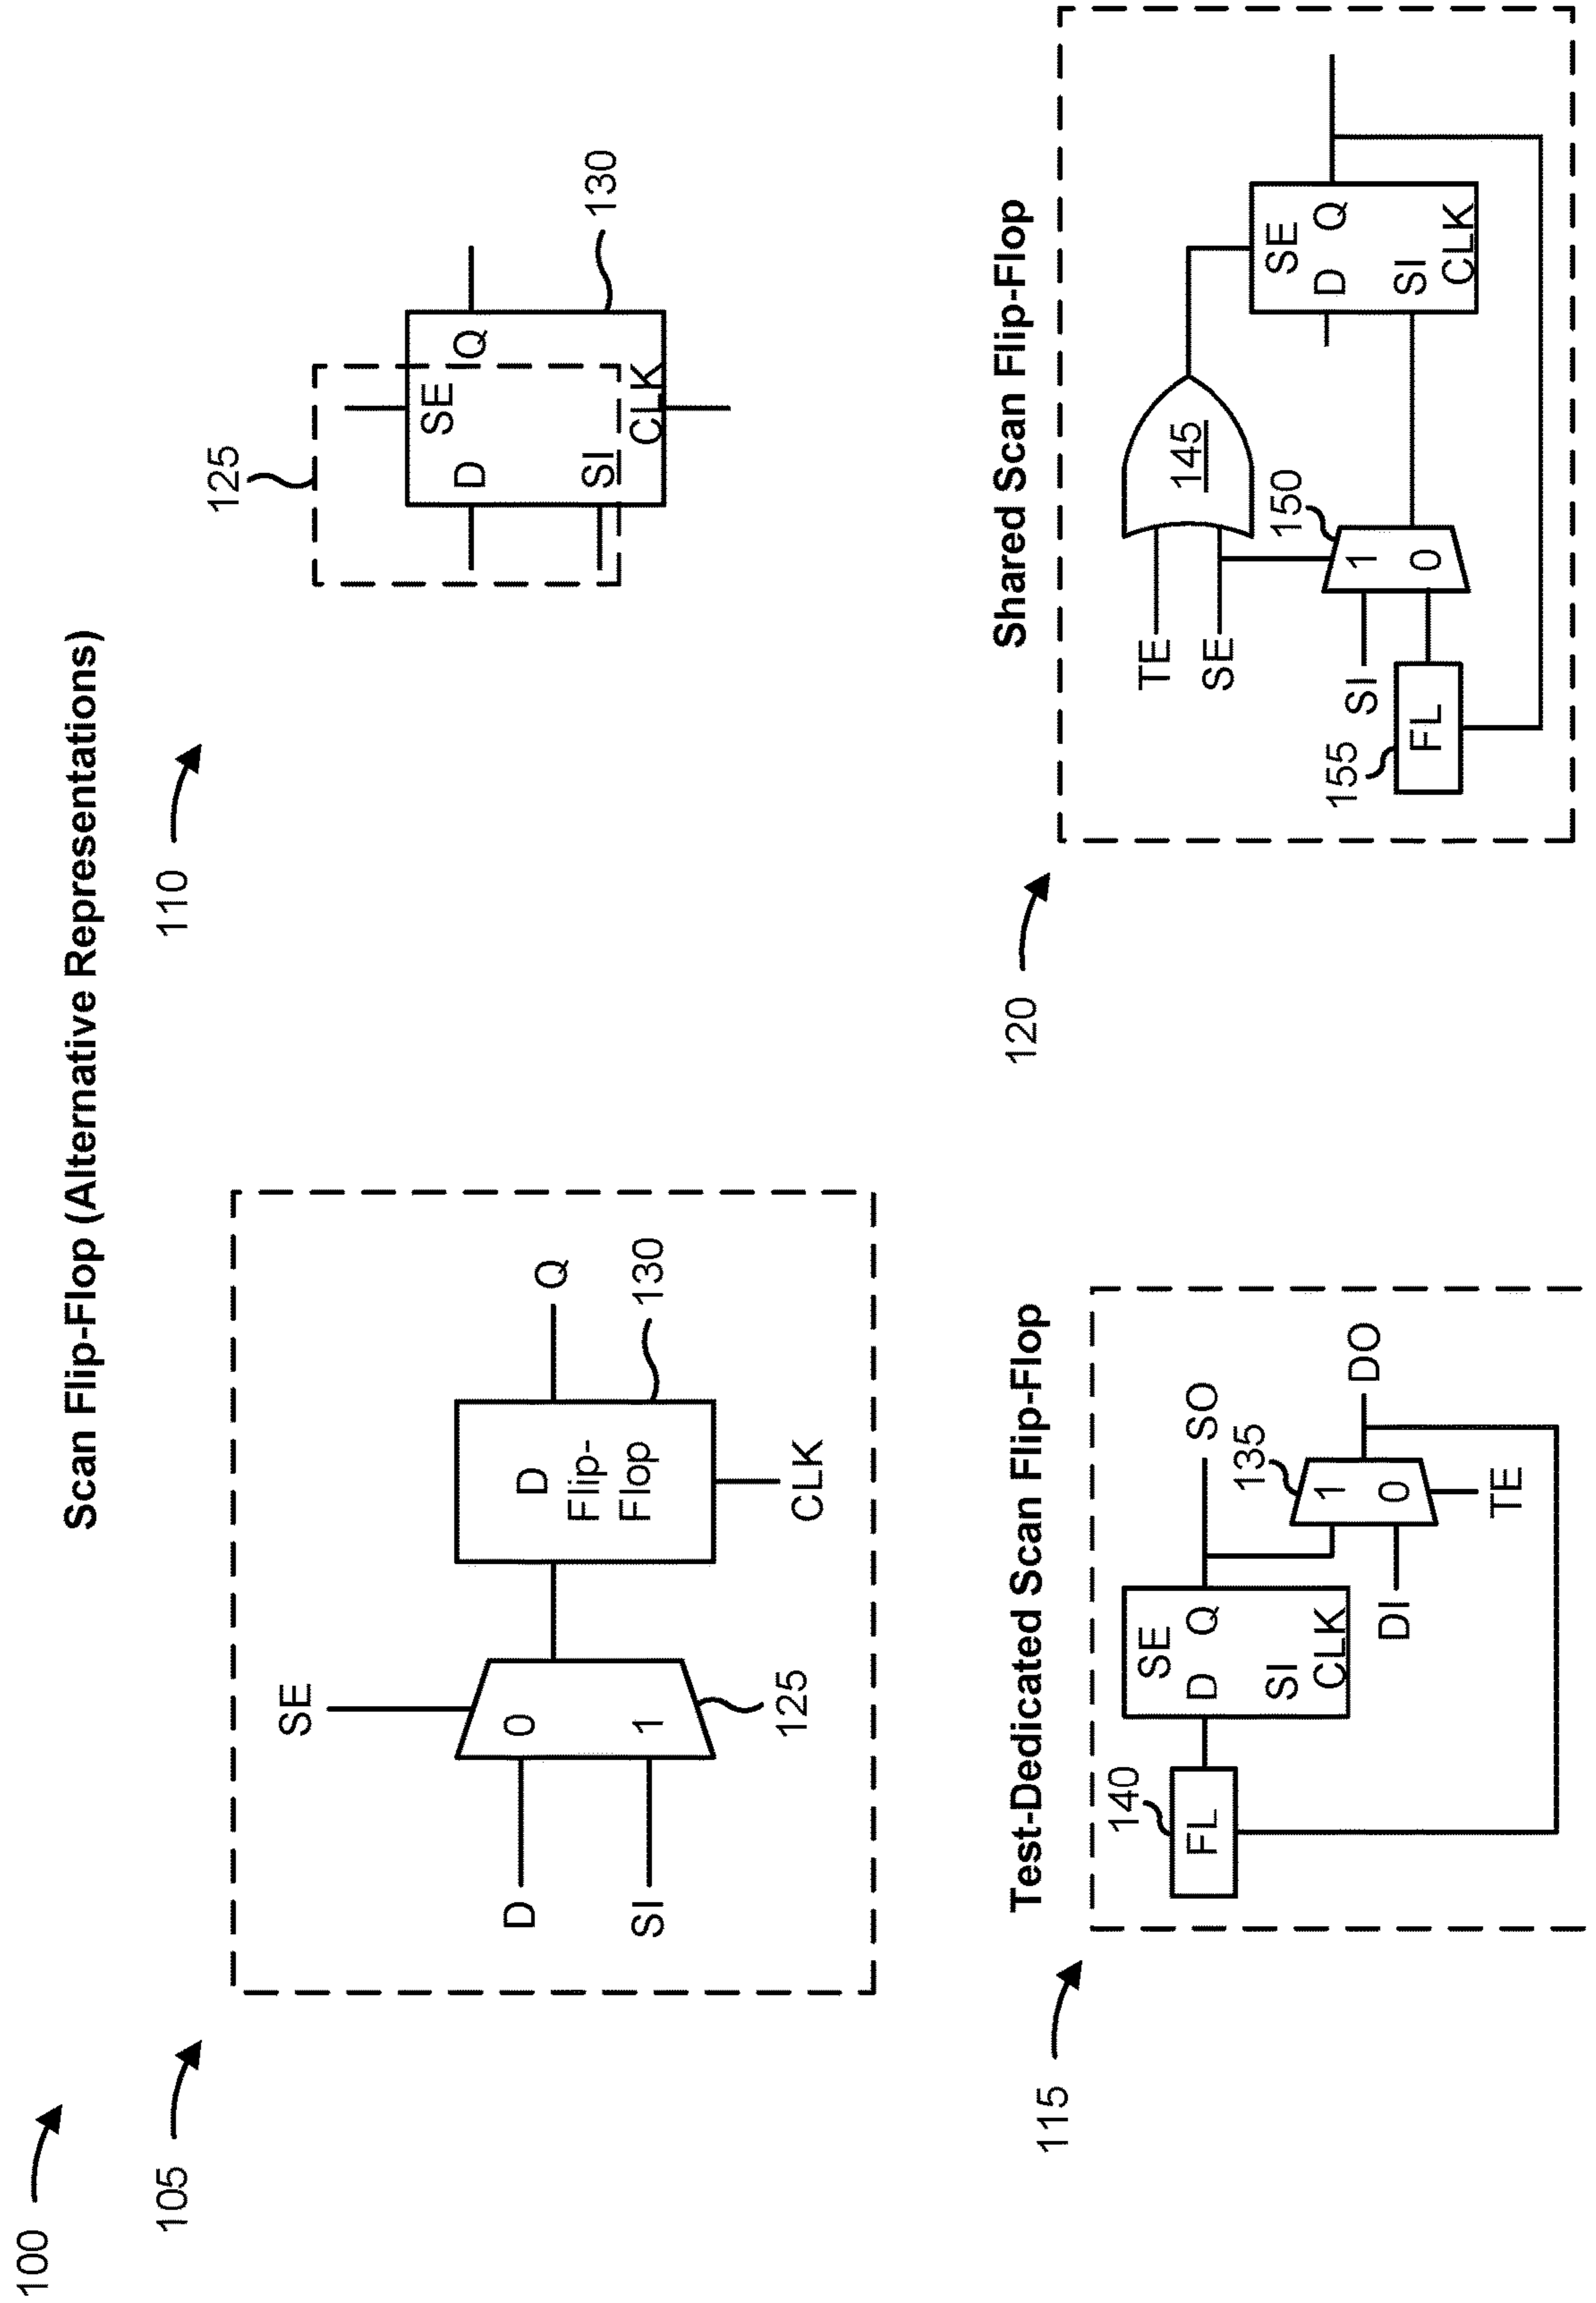 100
Scan Flip-Flop (Alternative Representations)
105
SE
D
0
SI
1
125
D
Flip-
Flop
130
Q
CLK
110
125
SE
D
Q
SI
CLK
130
115
Test-Dedicated Scan Flip-Flop
140
FL
SE
D Q
SI
CLK
SO
135
1
0
DI
DO
TE
120
Shared Scan Flip-Flop
TE
SE
145
150
SI
1
0
155
FL
SE
D Q
SI
CLK